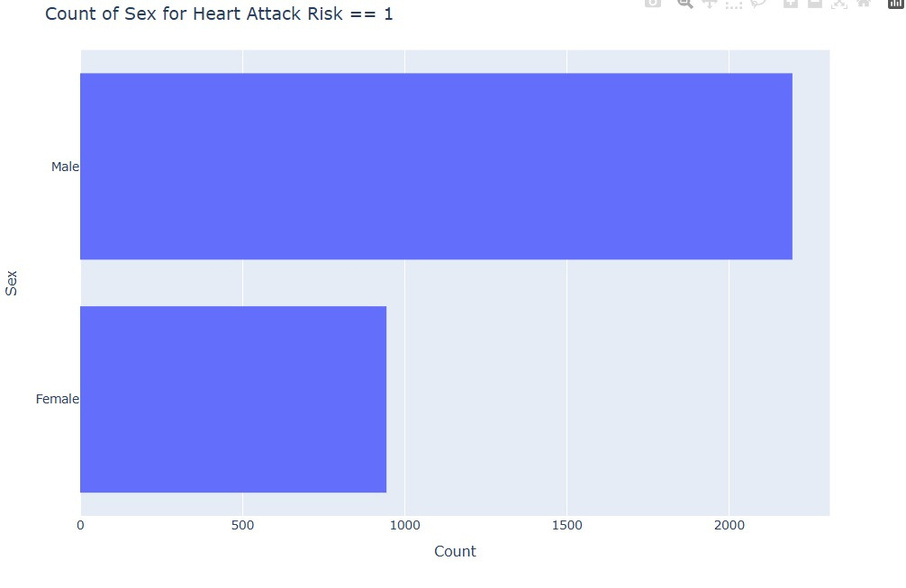 Count of Sex for Heart Attack Risk == 1
Male
Sex
Female
0 500 1000 1500 2000
Count